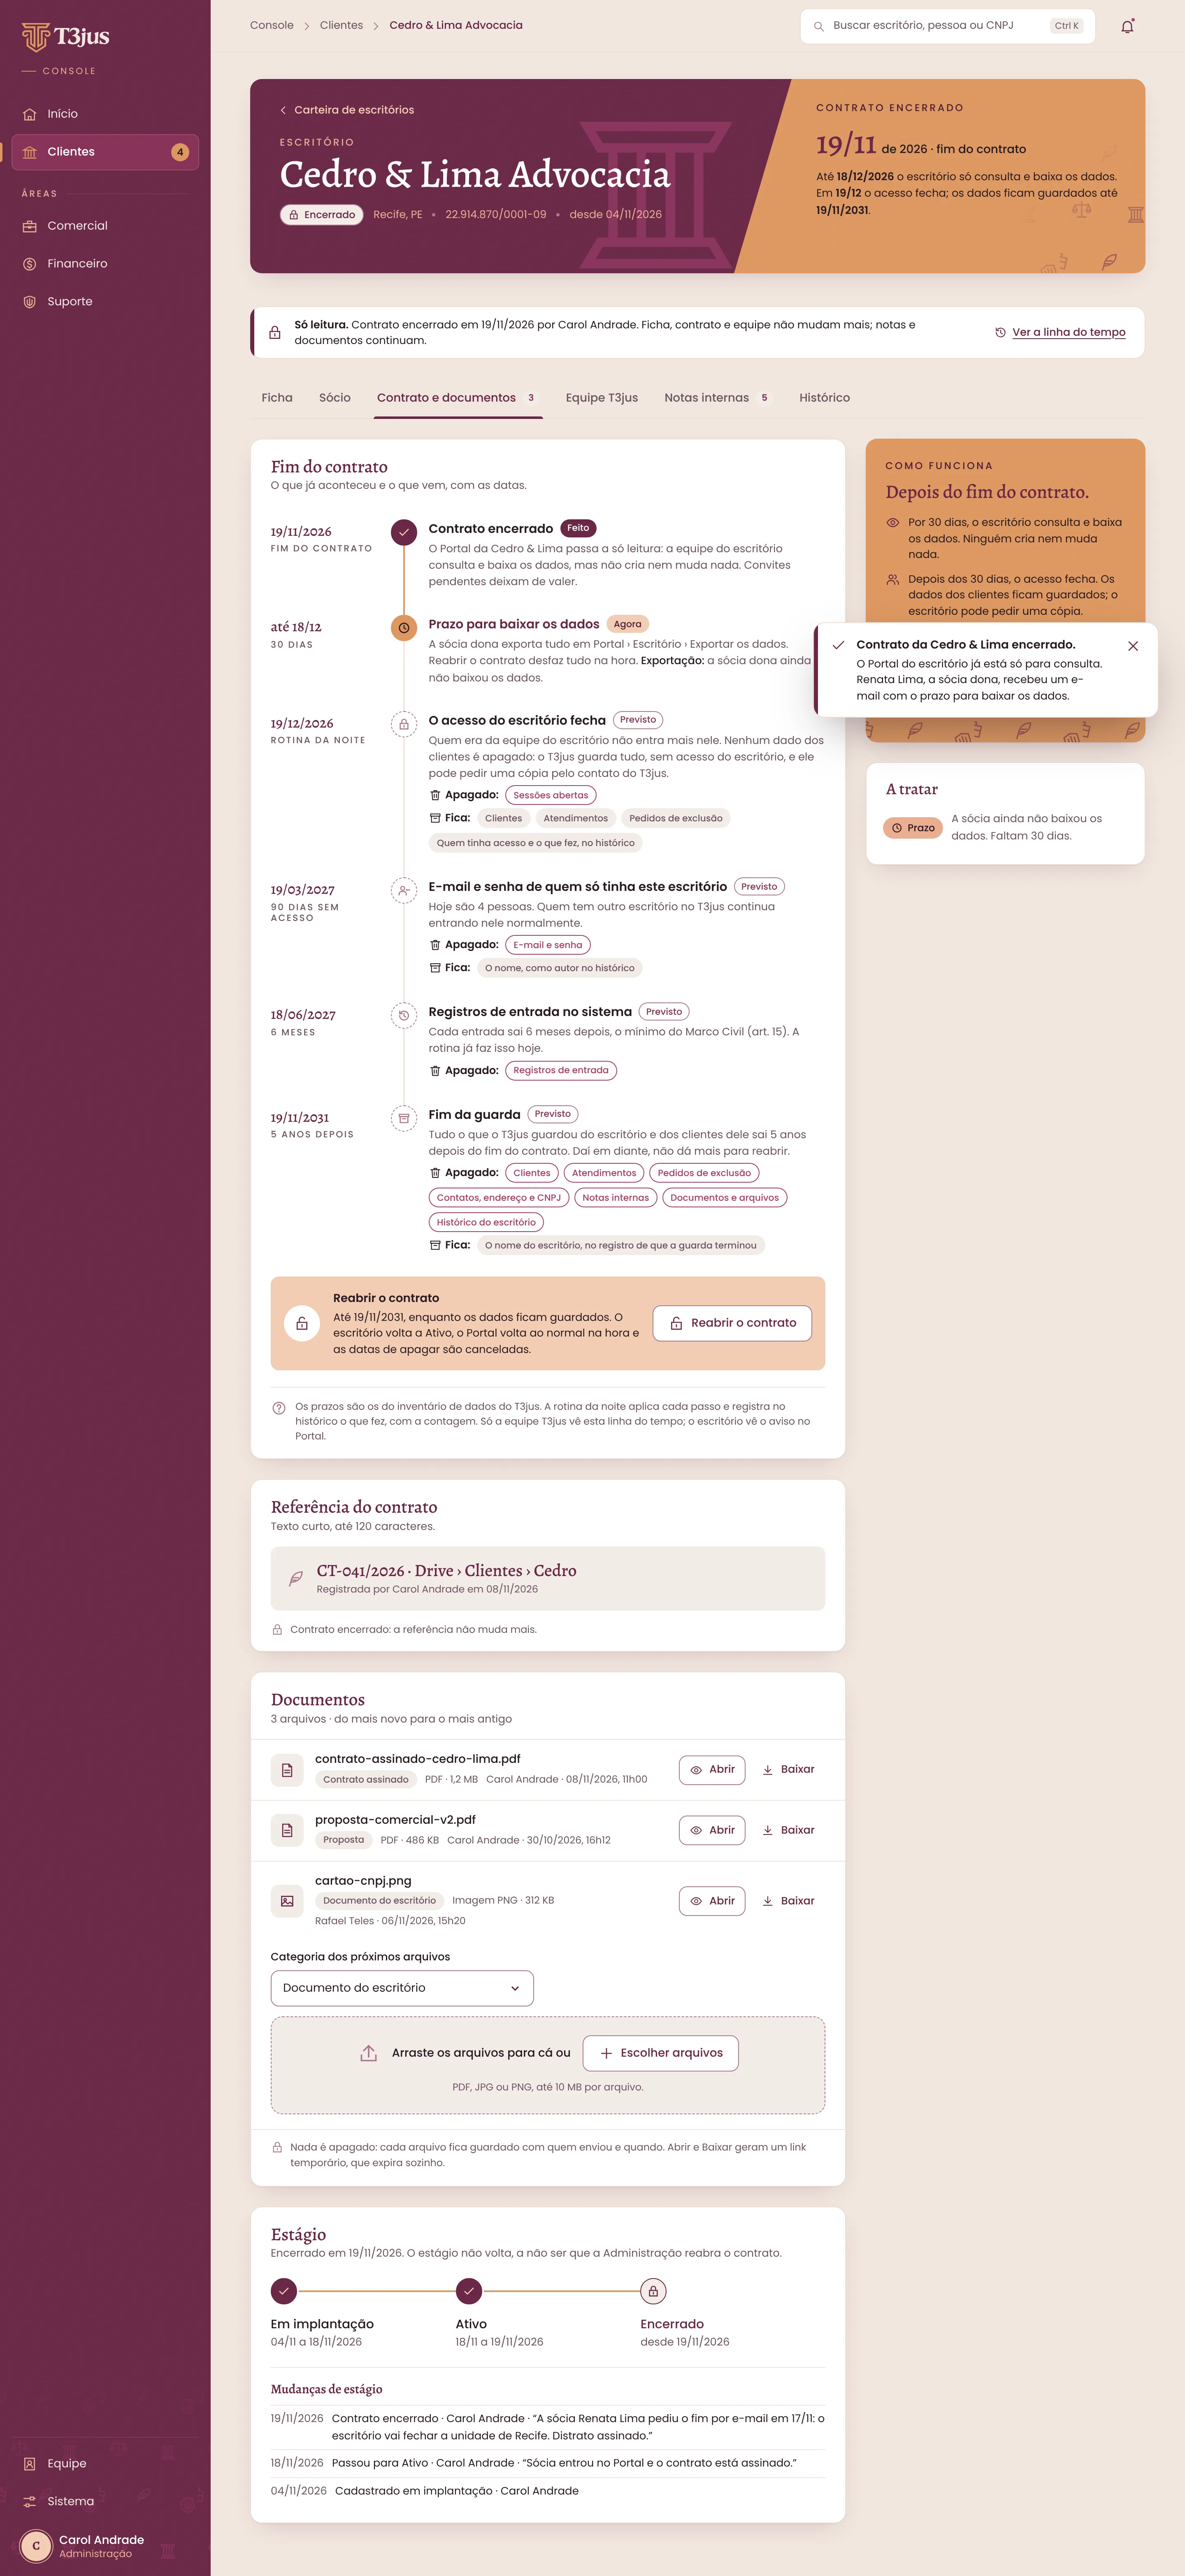 T3jus
CONSOLE
Início
Clientes
4
ÁREAS
Comercial
Financeiro
Suporte
Equipe
Sistema
C
Carol Andrade
Administração
Console
Clientes
Cedro & Lima Advocacia
Buscar escritório, pessoa ou CNPJ
Ctrl K
Carteira de escritórios
ESCRITÓRIO
Cedro & Lima Advocacia
Encerrado
Recife, PE • 22.914.870/0001-09 • desde 04/11/2026
CONTRATO ENCERRADO
19/11 de 2026 · fim do contrato
Até 18/12/2026 o escritório só consulta e baixa os dados.
Em 19/12 o acesso fecha; os dados ficam guardados até
19/11/2031.
Só leitura. Contrato encerrado em 19/11/2026 por Carol Andrade. Ficha, contrato e equipe não mudam mais; notas e
documentos continuam.
Ver a linha do tempo
Ficha
Sócio
Contrato e documentos 3
Equipe T3jus
Notas internas 5
Histórico
Fim do contrato
O que já aconteceu e o que vem, com as datas.
19/11/2026
FIM DO CONTRATO
Contrato encerrado
Feito
O Portal da Cedro & Lima passa a só leitura: a equipe do escritório
consulta e baixa os dados, mas não cria nem muda nada. Convites
pendentes deixam de valer.
até 18/12
30 DIAS
Prazo para baixar os dados
Agora
A sócia dona exporta tudo em Portal › Escritório › Exportar os dados.
Reabrir o contrato desfaz tudo na hora. Exportação: a sócia dona ainda
não baixou os dados.
19/12/2026
ROTINA DA NOITE
O acesso do escritório fecha
Previsto
Quem era da equipe do escritório não entra mais nele. Nenhum dado dos
clientes é apagado: o T3jus guarda tudo, sem acesso do escritório, e ele
pode pedir uma cópia pelo contato do T3jus.
Apagado: Sessões abertas
Fica: Clientes Atendimentos Pedidos de exclusão
Quem tinha acesso e o que fez, no histórico
19/03/2027
90 DIAS SEM
ACESSO
E-mail e senha de quem só tinha este escritório
Previsto
Hoje são 4 pessoas. Quem tem outro escritório no T3jus continua
entrando nele normalmente.
Apagado: E-mail e senha
Fica: O nome, como autor no histórico
18/06/2027
6 MESES
Registros de entrada no sistema
Previsto
Cada entrada sai 6 meses depois, o mínimo do Marco Civil (art. 15). A
rotina já faz isso hoje.
Apagado: Registros de entrada
19/11/2031
5 ANOS DEPOIS
Fim da guarda
Previsto
Tudo o que o T3jus guardou do escritório e dos clientes dele sai 5 anos
depois do fim do contrato. Daí em diante, não dá mais para reabrir.
Apagado: Clientes Atendimentos Pedidos de exclusão
Contatos, endereço e CNPJ Notas internas Documentos e arquivos
Histórico do escritório
Fica: O nome do escritório, no registro de que a guarda terminou
Reabrir o contrato
Até 19/11/2031, enquanto os dados ficam guardados. O
escritório volta a Ativo, o Portal volta ao normal na hora e
as datas de apagar são canceladas.
Reabrir o contrato
Os prazos são os do inventário de dados do T3jus. A rotina da noite aplica cada passo e registra no
histórico o que fez, com a contagem. Só a equipe T3jus vê esta linha do tempo; o escritório vê o aviso no
Portal.
COMO FUNCIONA
Depois do fim do contrato.
Por 30 dias, o escritório consulta e baixa
os dados. Ninguém cria nem muda
nada.
Depois dos 30 dias, o acesso fecha. Os
dados dos clientes ficam guardados; o
escritório pode pedir uma cópia.
Contrato da Cedro & Lima encerrado.
O Portal do escritório já está só para consulta.
Renata Lima, a sócia dona, recebeu um e-
mail com o prazo para baixar os dados.
A tratar
Prazo
A sócia ainda não baixou os
dados. Faltam 30 dias.
Referência do contrato
Texto curto, até 120 caracteres.
CT-041/2026 · Drive › Clientes › Cedro
Registrada por Carol Andrade em 08/11/2026
Contrato encerrado: a referência não muda mais.
Documentos
3 arquivos · do mais novo para o mais antigo
contrato-assinado-cedro-lima.pdf
Contrato assinado PDF · 1,2 MB Carol Andrade · 08/11/2026, 11h00
Abrir
Baixar
proposta-comercial-v2.pdf
Proposta PDF · 486 KB Carol Andrade · 30/10/2026, 16h12
Abrir
Baixar
cartao-cnpj.png
Documento do escritório Imagem PNG · 312 KB
Rafael Teles · 06/11/2026, 15h20
Abrir
Baixar
Categoria dos próximos arquivos
Documento do escritório
Arraste os arquivos para cá ou
Escolher arquivos
PDF, JPG ou PNG, até 10 MB por arquivo.
Nada é apagado: cada arquivo fica guardado com quem enviou e quando. Abrir e Baixar geram um link
temporário, que expira sozinho.
Estágio
Encerrado em 19/11/2026. O estágio não volta, a não ser que a Administração reabra o contrato.
Em implantação
04/11 a 18/11/2026
Ativo
18/11 a 19/11/2026
Encerrado
desde 19/11/2026
Mudanças de estágio
19/11/2026 Contrato encerrado · Carol Andrade · “A sócia Renata Lima pediu o fim por e-mail em 17/11: o
escritório vai fechar a unidade de Recife. Distrato assinado.”
18/11/2026 Passou para Ativo · Carol Andrade · “Sócia entrou no Portal e o contrato está assinado.”
04/11/2026 Cadastrado em implantação · Carol Andrade